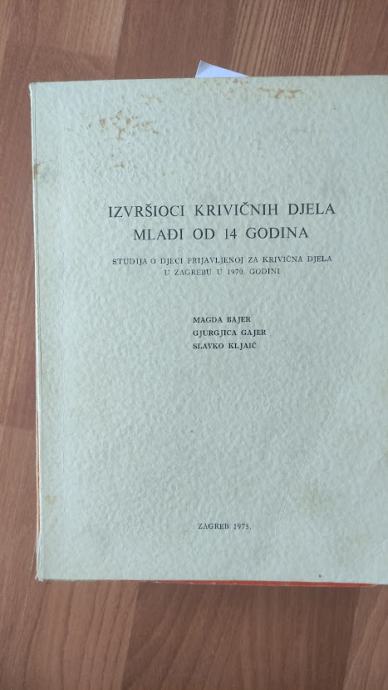 IZVRŠIOCI KRIVIČNIH DJELA
MLAĐI OD 14 GODINA
STUDIJA O DJECI PRIJAVLJENOJ ZA KRIVIČNA DJELA
U ZAGREBU U 1970. GODINI
MAGDA BAJER
GJURGJICA GAJER
SLAVKO KLJAIĆ
ZAGREB 1975.